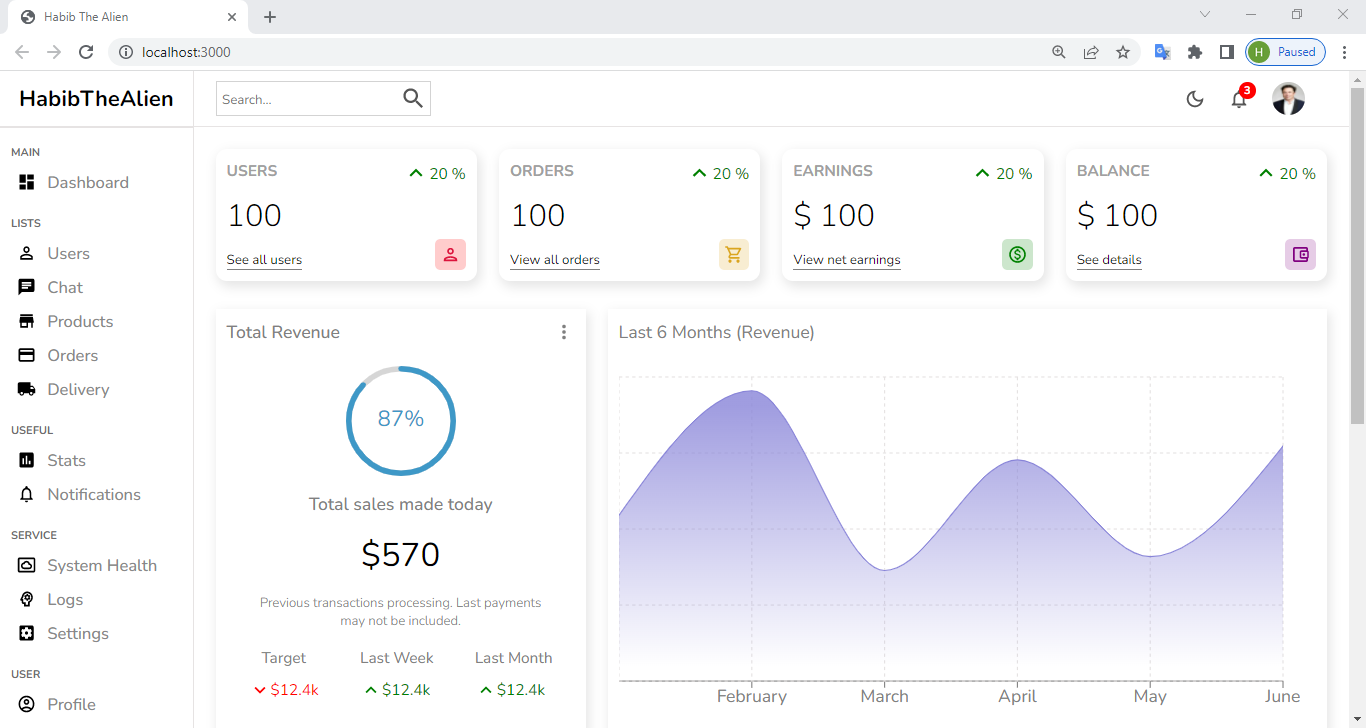 Habib The Alien
localhost:3000
H Paused
HabibTheAlien
Search...
3
MAIN
Dashboard
LISTS
Users
Chat
Products
Orders
Delivery
USEFUL
Stats
Notifications
SERVICE
System Health
Logs
Settings
USER
Profile
USERS 20 %
100
See all users
ORDERS 20 %
100
View all orders
EARNINGS 20 %
$ 100
View net earnings
BALANCE 20 %
$ 100
See details
Total Revenue
87%
Total sales made today
$570
Previous transactions processing. Last payments
may not be included.
Target Last Week Last Month
$12.4k $12.4k $12.4k
Last 6 Months (Revenue)
February March April May June